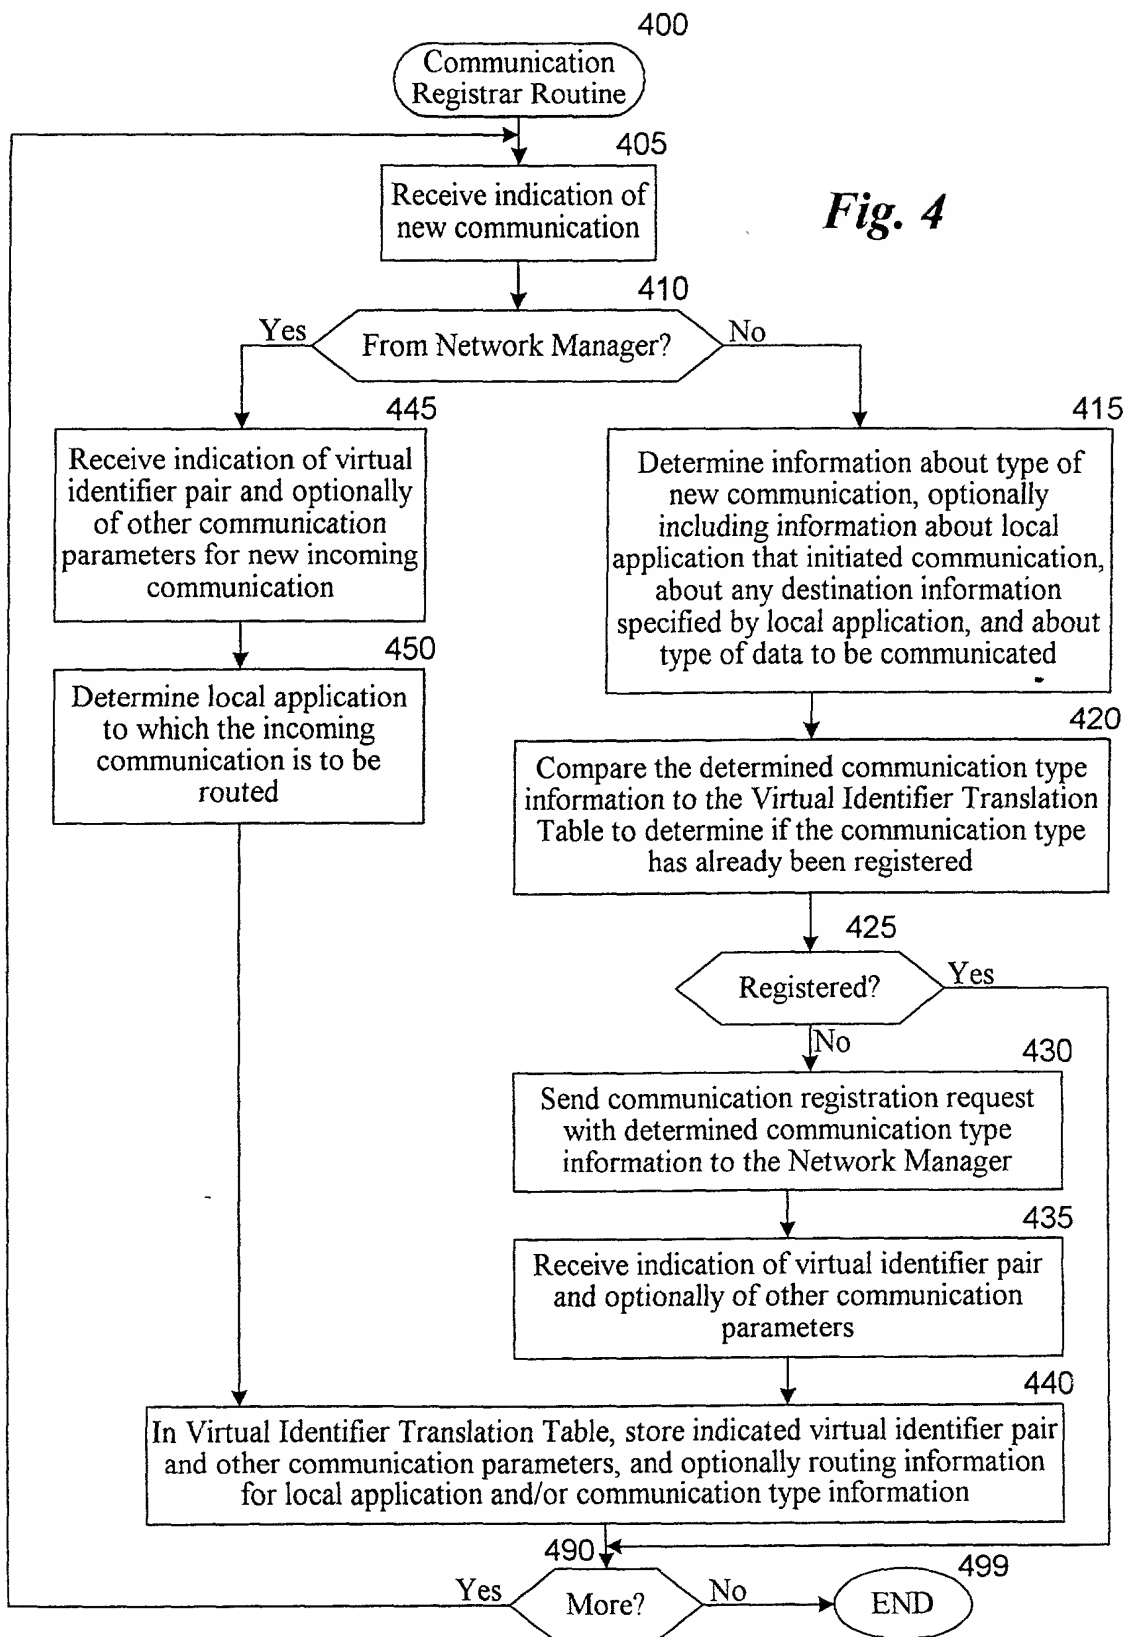 400
Communication
Registrar Routine
405
Receive indication of
new communication
Fig. 4
410
Yes
From Network Manager?
No
445
Receive indication of virtual
identifier pair and optionally
of other communication
parameters for new incoming
communication
450
Determine local application
to which the incoming
communication is to be
routed
415
Determine information about type of
new communication, optionally
including information about local
application that initiated communication,
about any destination information
specified by local application, and about
type of data to be communicated
420
Compare the determined communication type
information to the Virtual Identifier Translation
Table to determine if the communication type
has already been registered
425
Registered?
Yes
No
430
Send communication registration request
with determined communication type
information to the Network Manager
435
Receive indication of virtual identifier pair
and optionally of other communication
parameters
440
In Virtual Identifier Translation Table, store indicated virtual identifier pair
and other communication parameters, and optionally routing information
for local application and/or communication type information
490
Yes
More?
No
499
END